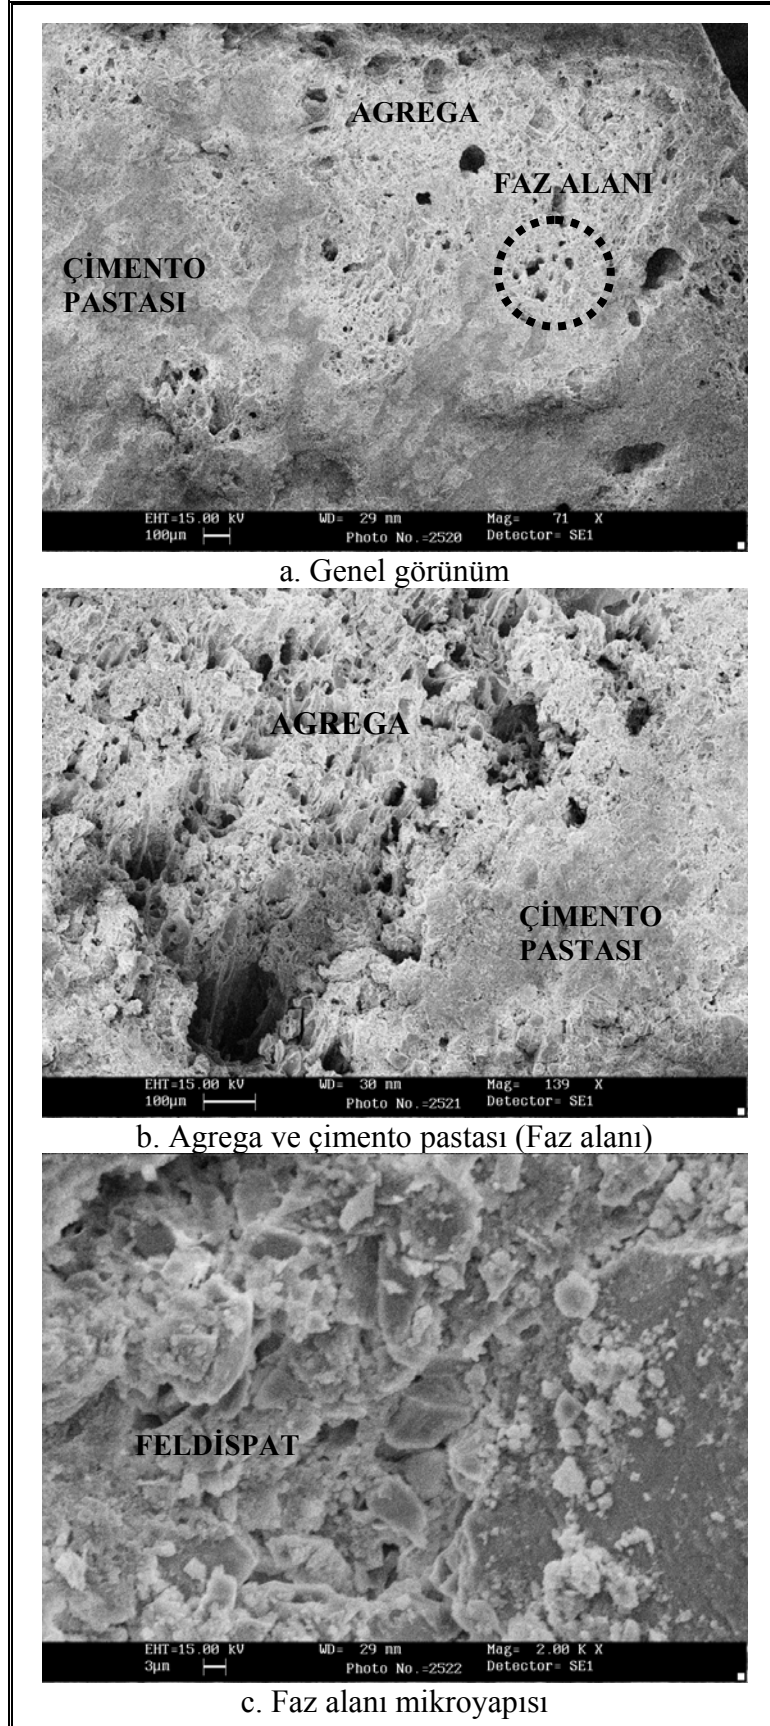 AGREGA
FAZ ALANI
ÇİMENTO
PASTASI
EHT=15.00 kV WD= 29 mm Mag= 71 X
100µm Photo No.=2520 Detector= SE1
a. Genel görünüm
AGREGA
ÇİMENTO
PASTASI
EHT=15.00 kV WD= 30 mm Mag= 139 X
100µm Photo No.=2521 Detector= SE1
b. Agrega ve çimento pastası (Faz alanı)
FELDİSPAT
EHT=15.00 kV WD= 29 mm Mag= 2.00 K X
3µm Photo No.=2522 Detector= SE1
c. Faz alanı mikroyapısı